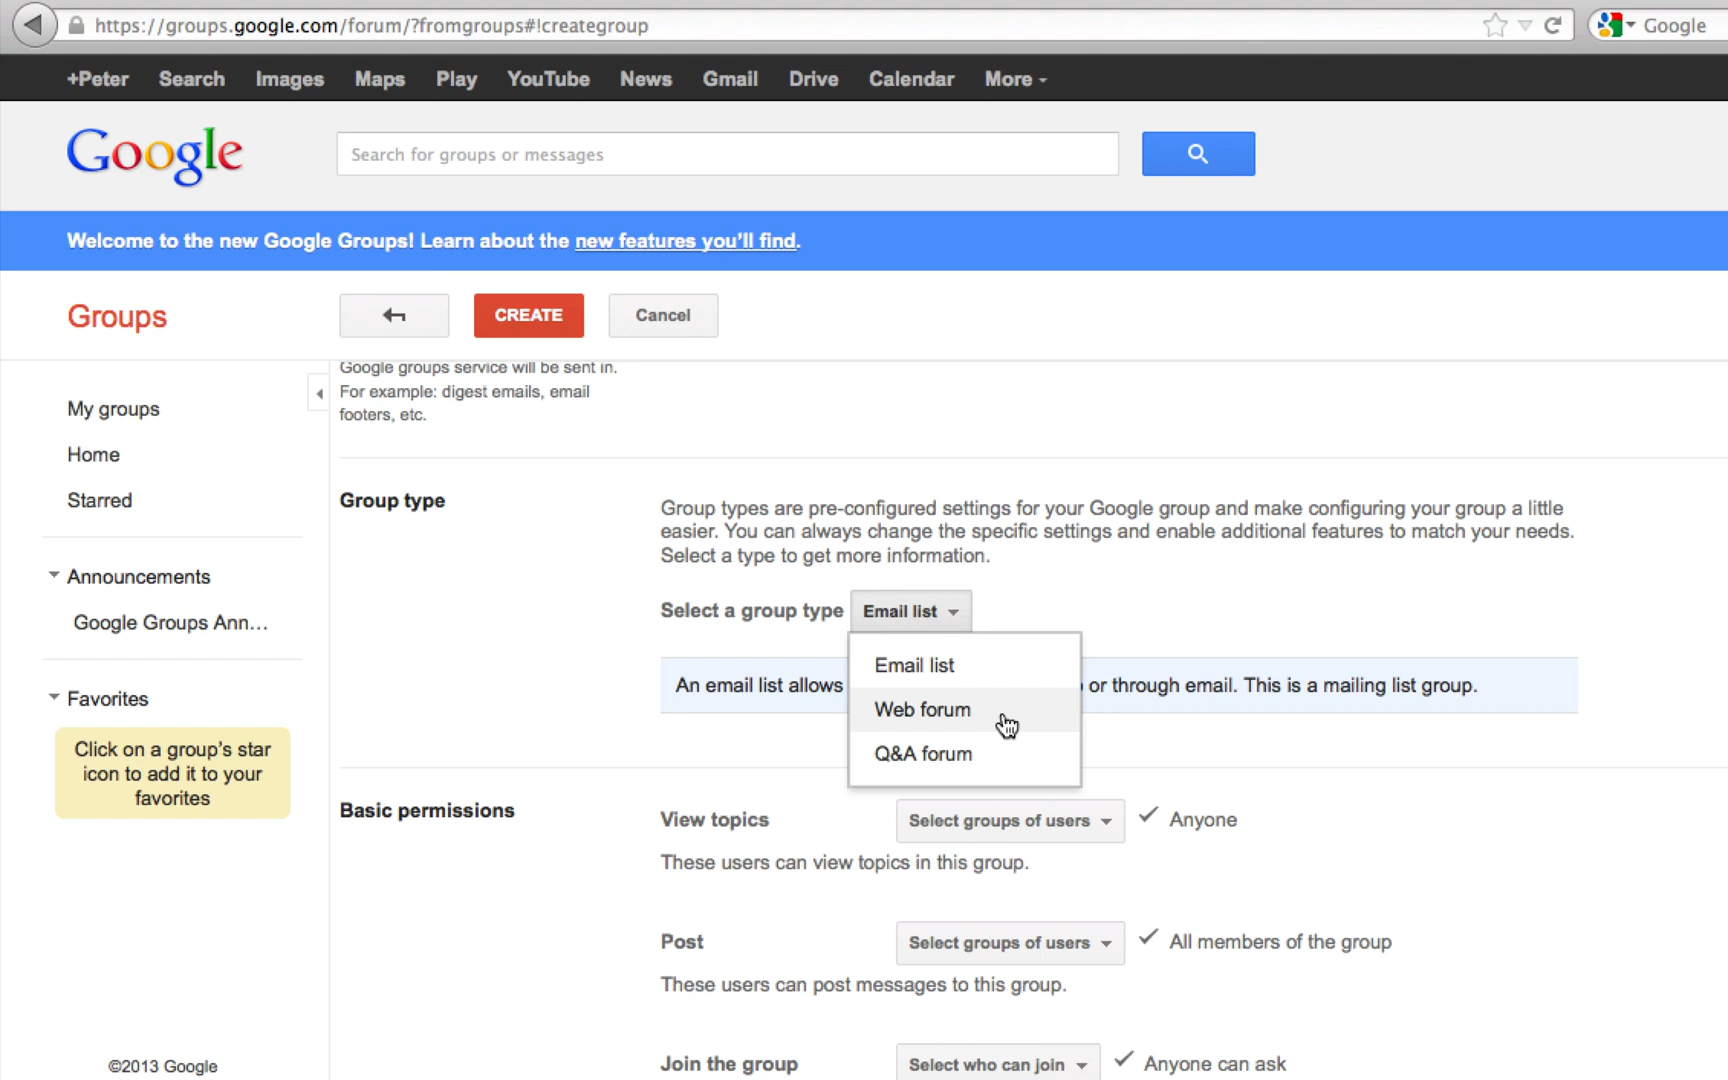 https://groups.google.com/forum/?fromgroups#!creategroup
Google
+Peter Search Images Maps Play YouTube News Gmail Drive Calendar More
Google
Search for groups or messages
Welcome to the new Google Groups! Learn about the new features you'll find.
Groups
CREATE
Cancel
Google groups service will be sent in.
For example: digest emails, email
footers, etc.
My groups
Home
Starred
Announcements
Google Groups Ann...
Favorites
Click on a group's star
icon to add it to your
favorites
©2013 Google
Group type
Group types are pre-configured settings for your Google group and make configuring your group a little
easier. You can always change the specific settings and enable additional features to match your needs.
Select a type to get more information.
Select a group type Email list
Email list
Web forum
Q&A forum
An email list allows or through email. This is a mailing list group.
Basic permissions
View topics Select groups of users Anyone
These users can view topics in this group.
Post Select groups of users All members of the group
These users can post messages to this group.
Join the group Select who can join Anyone can ask